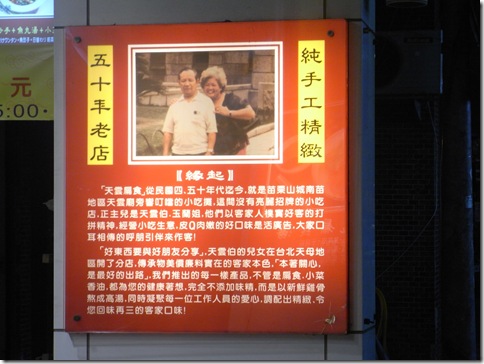 五十年老店
純手工精緻
【緣起】
「天雲扁食」從民國四、五十年代迄今,就是苗栗山城南苗
地區天雲廟旁響叮噹的小吃攤,這間沒有亮麗招牌的小吃
店,正主兒是天雲伯、玉蘭姐,他們以客家人樸實好客的打
拼精神,經營小吃生意,皮Q肉嫩的好口味是活廣告,大家口
耳相傳的呼朋引伴來作客!
「好東西要與好朋友分享」,天雲伯的兒女在台北天母地
區開了分店,傳承物美價廉料實在的客家本色,「本著關心,
是最好的出路」,我們推出的每一樣產品,不管是扁食,小菜
香油,都為您的健康著想,完全不添加味精,而是以新鮮雞骨
熬成高湯,同時凝聚每一位工作人員的愛心,調配出精緻,令
您回味再三的客家口味!
元
5:00